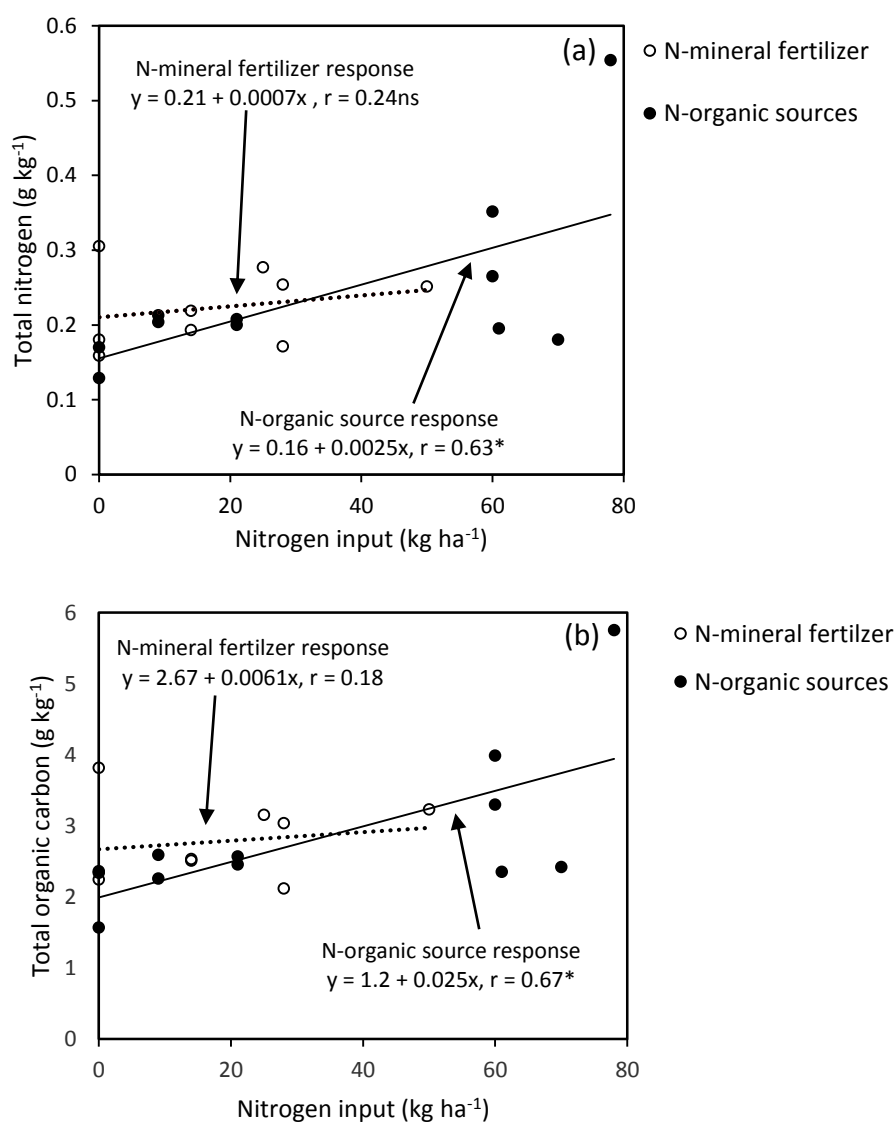 (a)
N-mineral fertilizer
N-organic sources
N-mineral fertilizer response
y = 0.21 + 0.0007x , r = 0.24ns
N-organic source response
y = 0.16 + 0.0025x, r = 0.63*
Total nitrogen (g kg⁻¹)
0.6
0.5
0.4
0.3
0.2
0.1
0
0 20 40 60 80
Nitrogen input (kg ha⁻¹)
(b)
N-mineral fertilzer
N-organic sources
N-mineral fertilzer response
y = 2.67 + 0.0061x, r = 0.18
N-organic source response
y = 1.2 + 0.025x, r = 0.67*
Total organic carbon (g kg⁻¹)
6
5
4
3
2
1
0
0 20 40 60 80
Nitrogen input (kg ha⁻¹)